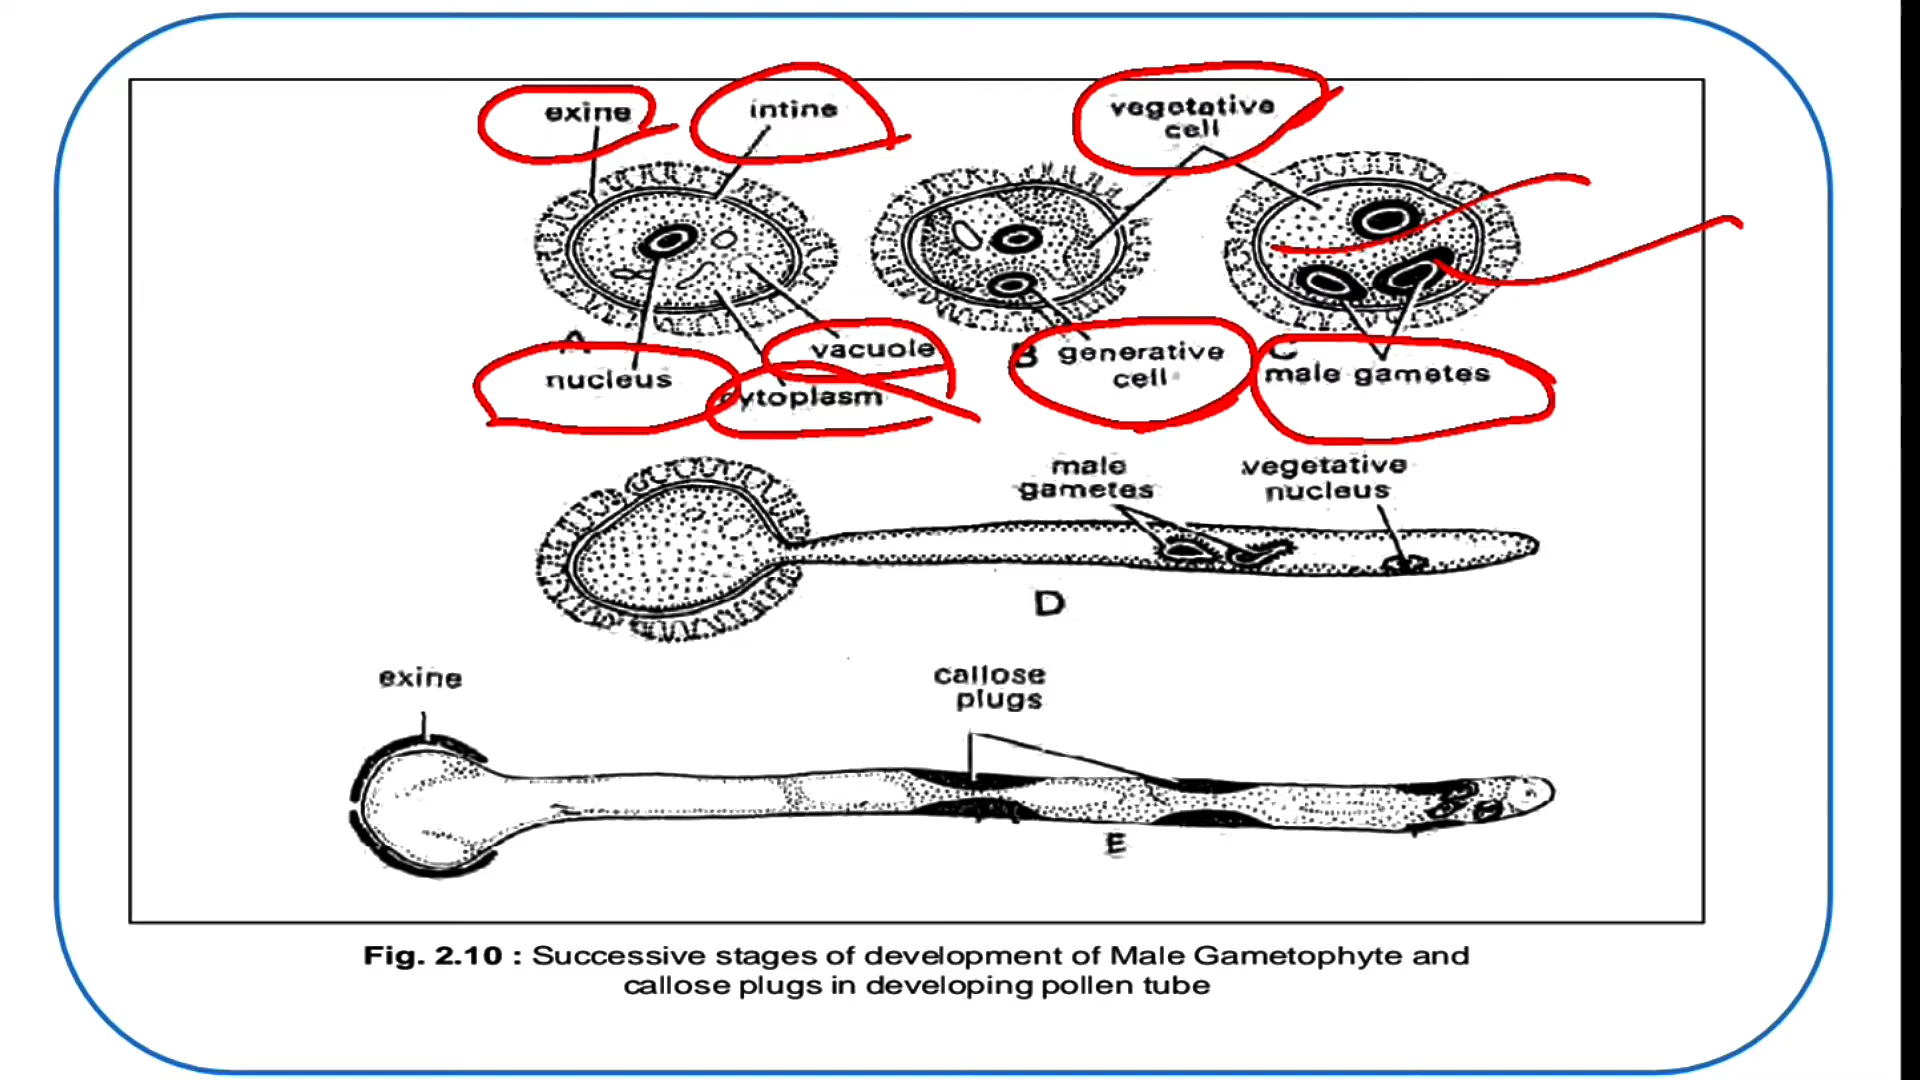 exine
intine
vegetative
cell
A
nucleus
vacuole
cytoplasm
B
generative
cell
C
male gametes
male
gametes
vegetative
nucleus
D
exine
callose
plugs
E
Fig. 2.10 : Successive stages of development of Male Gametophyte and
callose plugs in developing pollen tube